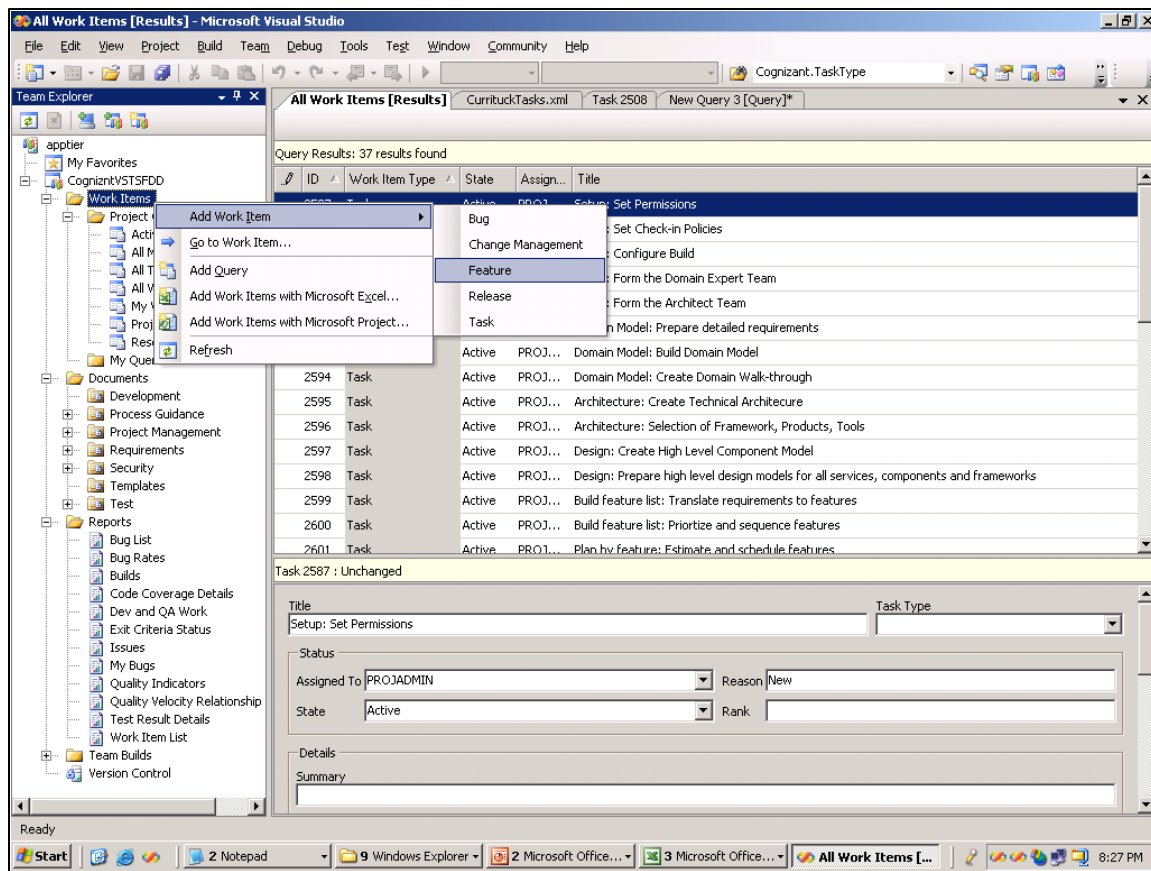 All Work Items [Results] - Microsoft Visual Studio
File Edit View Project Build Team Debug Tools Test Window Community Help
Cognizant.TaskType
Team Explorer
All Work Items [Results] CurrituckTasks.xml Task 2508 New Query 3 [Query]*
apptier
My Favorites
CognizntVSTSFDD
Work Items
Project
Acti
All
All T
All
My
Proj
Res
My Que
Documents
Development
Process Guidance
Project Management
Requirements
Security
Templates
Test
Reports
Bug List
Bug Rates
Builds
Code Coverage Details
Dev and QA Work
Exit Criteria Status
Issues
My Bugs
Quality Indicators
Quality Velocity Relationship
Test Result Details
Work Item List
Team Builds
Version Control
Add Work Item
Go to Work Item...
Add Query
Add Work Items with Microsoft Excel...
Add Work Items with Microsoft Project...
Refresh
Bug
Change Management
Feature
Release
Task
Query Results: 37 results found
ID Work Item Type State Assign... Title
Setup: Set Permissions
: Set Check-in Policies
: Configure Build
: Form the Domain Expert Team
: Form the Architect Team
n Model: Prepare detailed requirements
Active PROJ... Domain Model: Build Domain Model
2594 Task Active PROJ... Domain Model: Create Domain Walk-through
2595 Task Active PROJ... Architecture: Create Technical Architecure
2596 Task Active PROJ... Architecture: Selection of Framework, Products, Tools
2597 Task Active PROJ... Design: Create High Level Component Model
2598 Task Active PROJ... Design: Prepare high level design models for all services, components and frameworks
2599 Task Active PROJ... Build feature list: Translate requirements to features
2600 Task Active PROJ... Build feature list: Priortize and sequence features
2601 Task Active PROJ... Plan by feature: Estimate and schedule features
Task 2587 : Unchanged
Title Task Type
Setup: Set Permissions
Status
Assigned To PROJADMIN Reason New
State Active Rank
Details
Summary
Ready
Start 2 Notepad 9 Windows Explorer 2 Microsoft Office... 3 Microsoft Office... All Work Items [... 8:27 PM